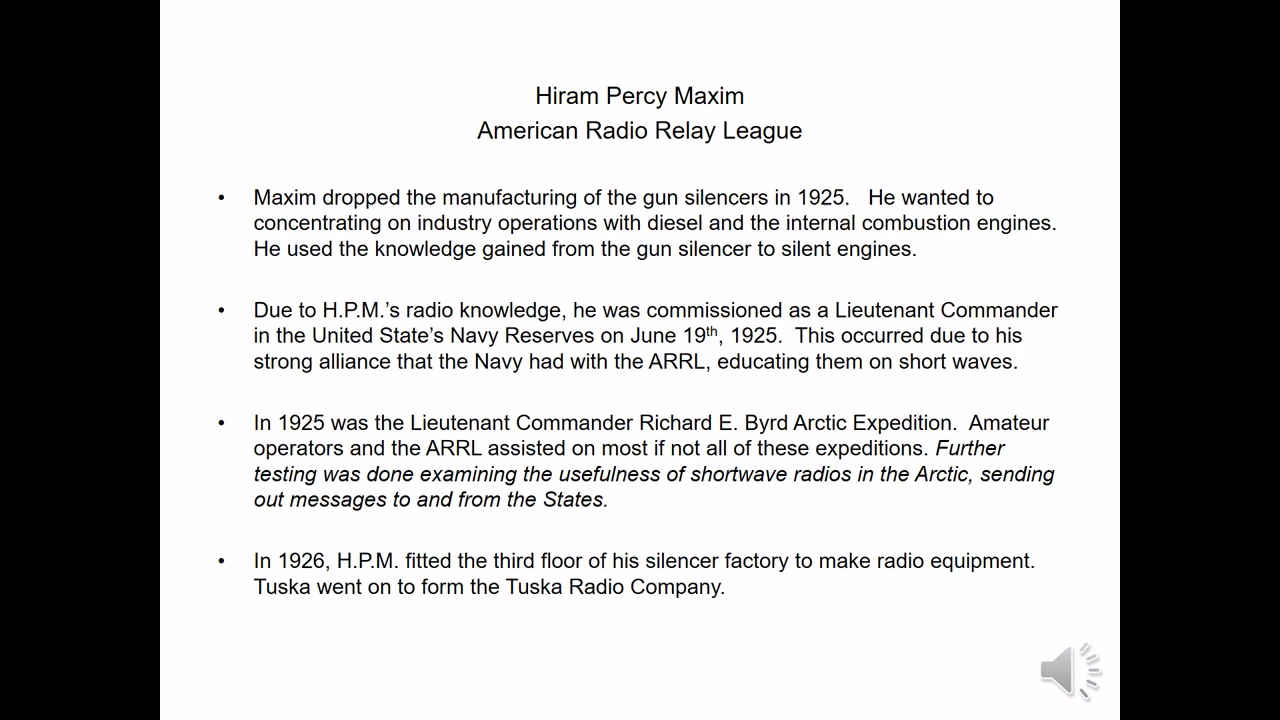 Hiram Percy Maxim
American Radio Relay League
• Maxim dropped the manufacturing of the gun silencers in 1925.   He wanted to
concentrating on industry operations with diesel and the internal combustion engines.
He used the knowledge gained from the gun silencer to silent engines.
• Due to H.P.M.’s radio knowledge, he was commissioned as a Lieutenant Commander
in the United State’s Navy Reserves on June 19th, 1925.  This occurred due to his
strong alliance that the Navy had with the ARRL, educating them on short waves.
• In 1925 was the Lieutenant Commander Richard E. Byrd Arctic Expedition.  Amateur
operators and the ARRL assisted on most if not all of these expeditions. Further
testing was done examining the usefulness of shortwave radios in the Arctic, sending
out messages to and from the States.
• In 1926, H.P.M. fitted the third floor of his silencer factory to make radio equipment.
Tuska went on to form the Tuska Radio Company.